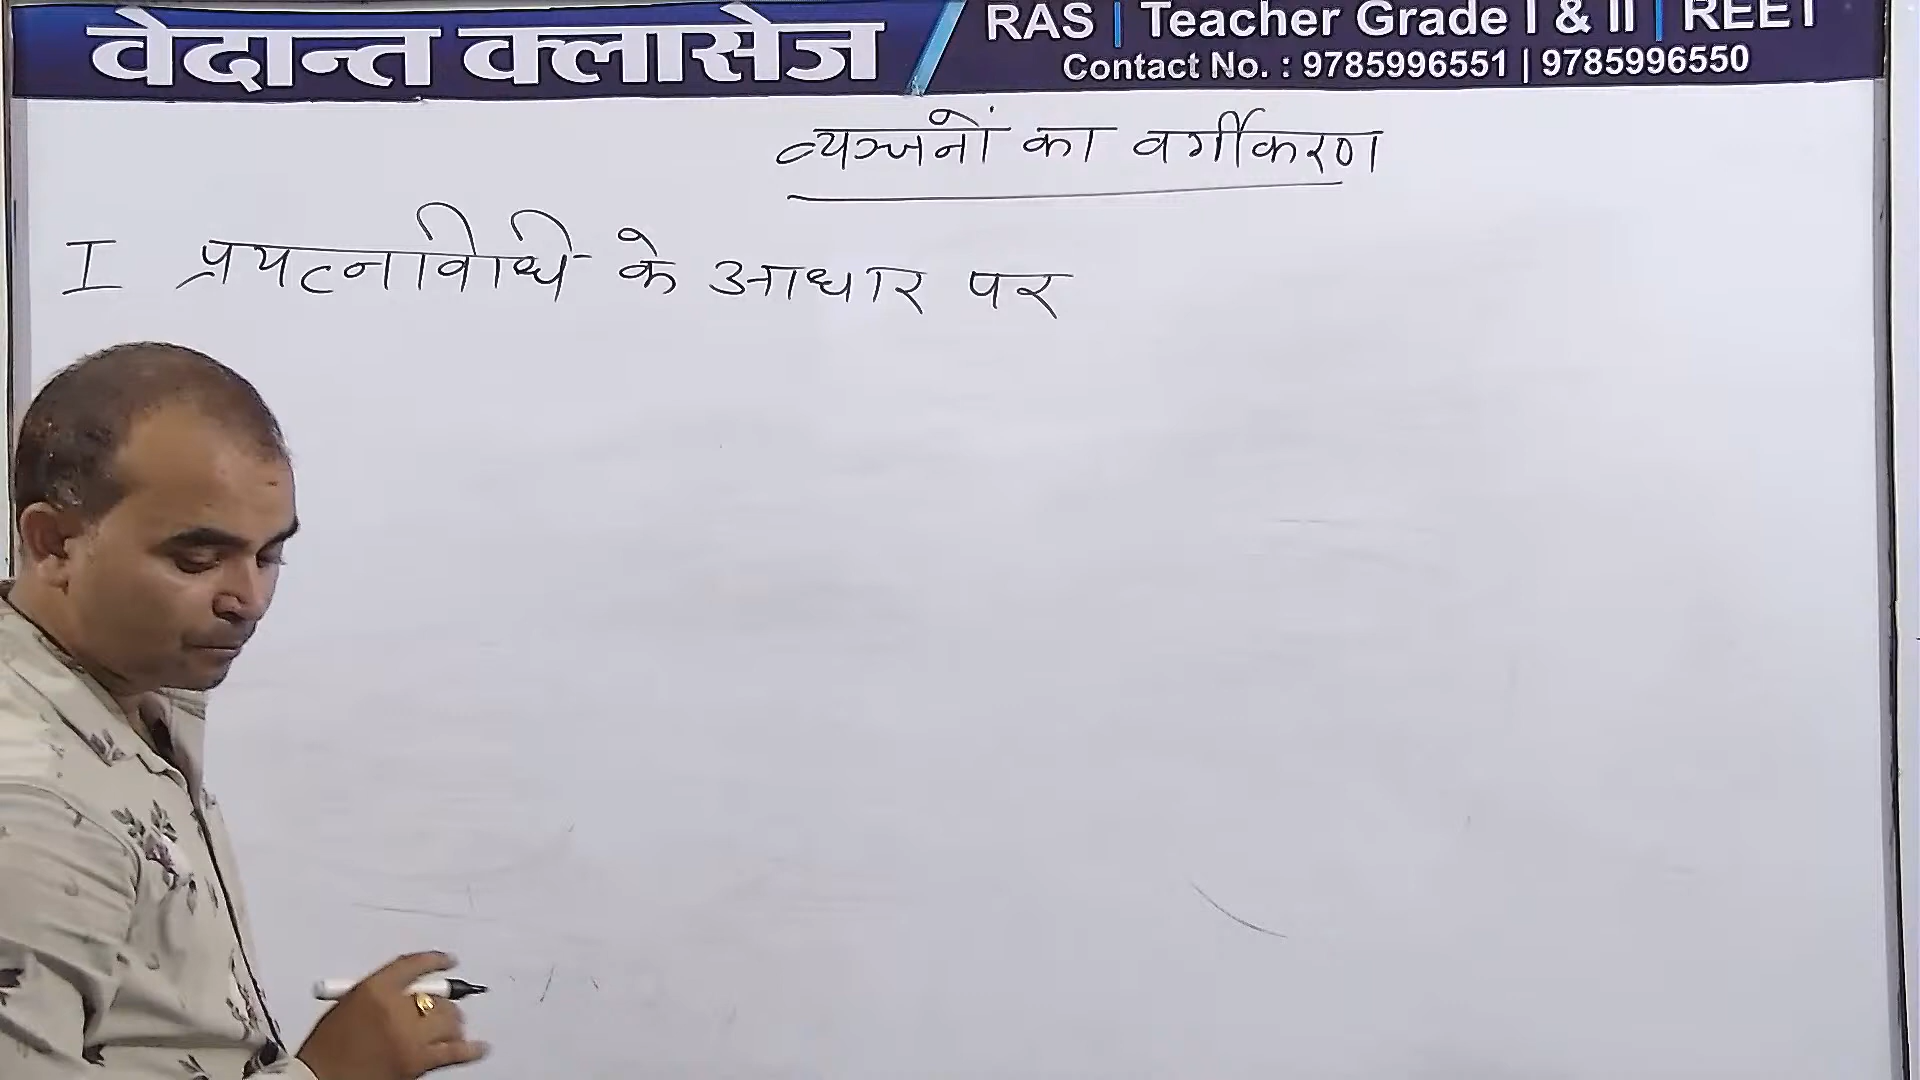 वेदान्त क्लासेज
RAS | Teacher Grade I & II | REET
Contact No. : 9785996551 | 9785996550
व्यञ्जनों का वर्गीकरण
I प्रयत्नविधि के आधार पर